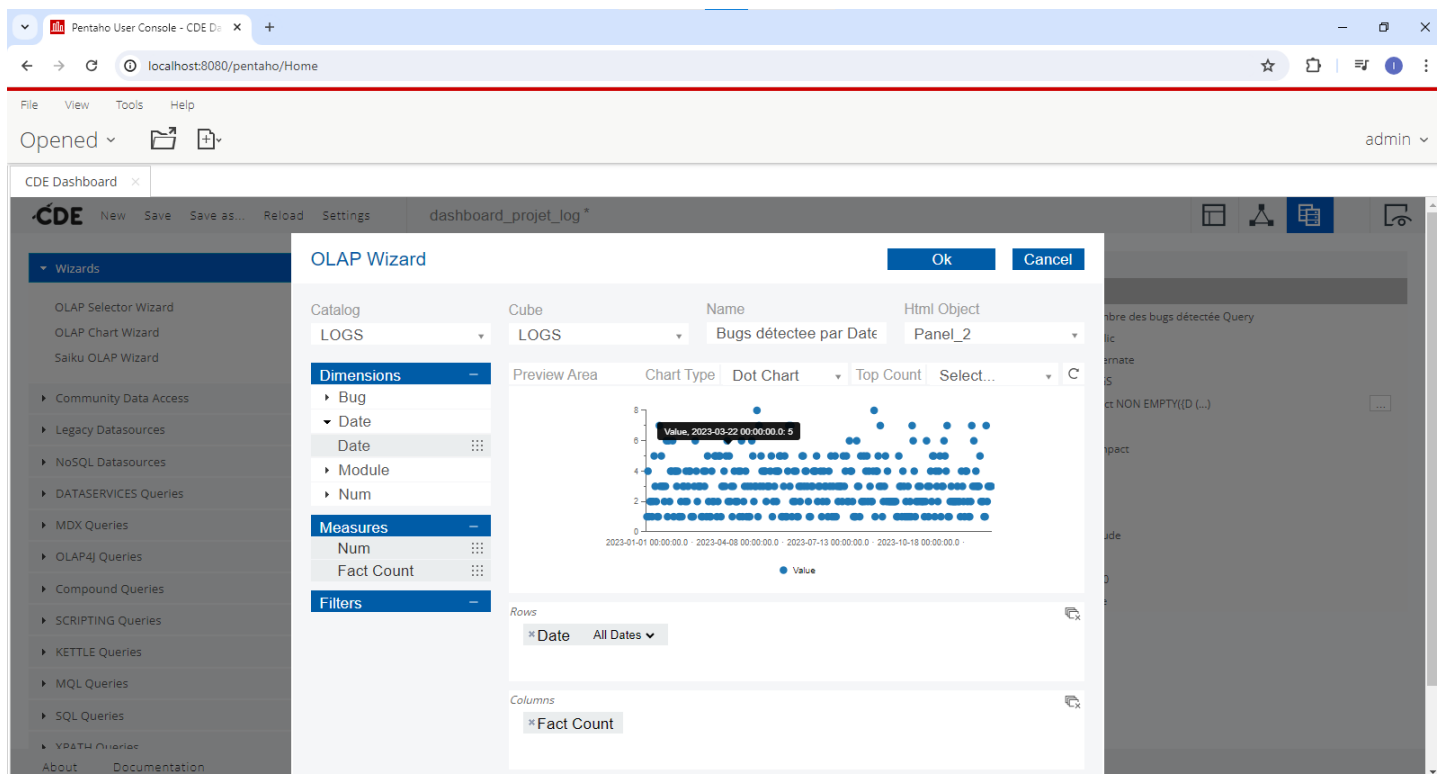 Pentaho User Console - CDE Da
localhost:8080/pentaho/Home
File View Tools Help
Opened
admin
CDE Dashboard
CDE New Save Save as... Reload Settings dashboard_projet_log *
Wizards
OLAP Selector Wizard
OLAP Chart Wizard
Saiku OLAP Wizard
Community Data Access
Legacy Datasources
NoSQL Datasources
DATASERVICES Queries
MDX Queries
OLAP4J Queries
Compound Queries
SCRIPTING Queries
KETTLE Queries
MQL Queries
SQL Queries
XPATH Queries
About Documentation
OLAP Wizard
Ok Cancel
Catalog Cube Name Html Object
LOGS LOGS Bugs détectee par Date Panel_2
Dimensions
Bug
Date
Date
Module
Num
Measures
Num
Fact Count
Filters
Preview Area Chart Type Dot Chart Top Count Select...
8
Value, 2023-03-22 00:00:00.0: 5
6
4
2
0
2023-01-01 00:00:00.0 · 2023-04-08 00:00:00.0 · 2023-07-13 00:00:00.0 · 2023-10-18 00:00:00.0 ·
Value
Rows
Date All Dates
Columns
Fact Count
mbre des bugs détectée Query
lic
ernate
GS
ct NON EMPTY({D (...)
...
mpact
ude